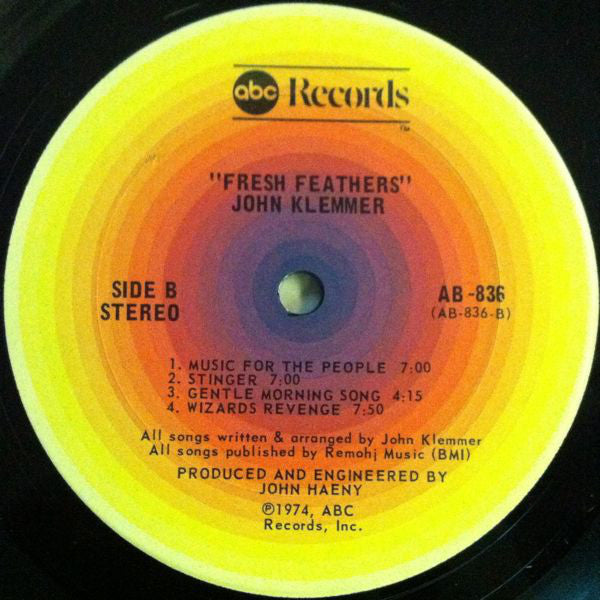 abc Records
TM
"FRESH FEATHERS"
JOHN KLEMMER
SIDE B
STEREO
AB-836
(AB-836-B)
1. MUSIC FOR THE PEOPLE 7:00
2. STINGER 7:00
3. GENTLE MORNING SONG 4:15
4. WIZARDS REVENGE 7:50
All songs written & arranged by John Klemmer
All songs published by Remohj Music (BMI)
PRODUCED AND ENGINEERED BY
JOHN HAENY
℗1974, ABC
Records, Inc.